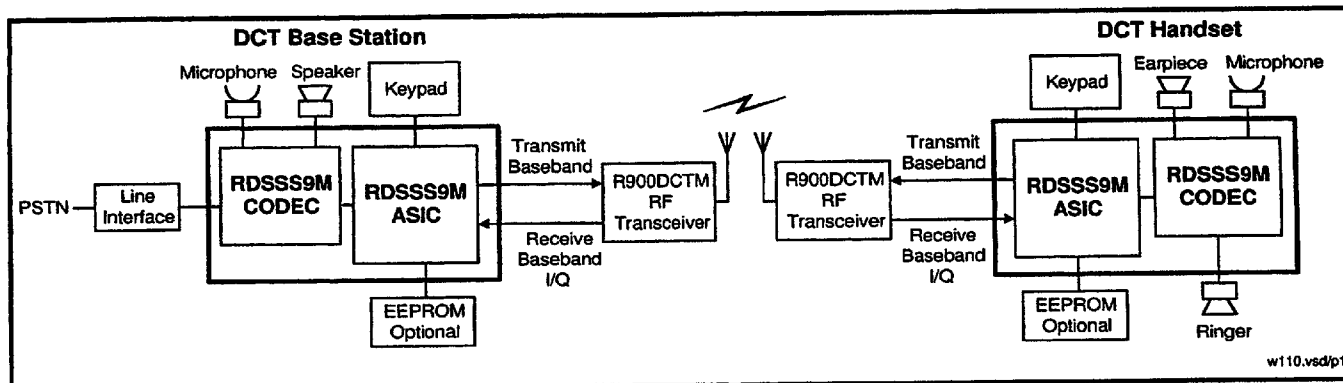 DCT Base Station
Microphone
Speaker
Keypad
PSTN
Line
Interface
RDSSS9M
CODEC
RDSSS9M
ASIC
EEPROM
Optional
Transmit
Baseband
Receive
Baseband
I/Q
R900DCTM
RF
Transceiver
DCT Handset
Keypad
Earpiece
Microphone
R900DCTM
RF
Transceiver
Transmit
Baseband
Receive
Baseband
I/Q
RDSSS9M
ASIC
RDSSS9M
CODEC
EEPROM
Optional
Ringer
w110.vsd/p1